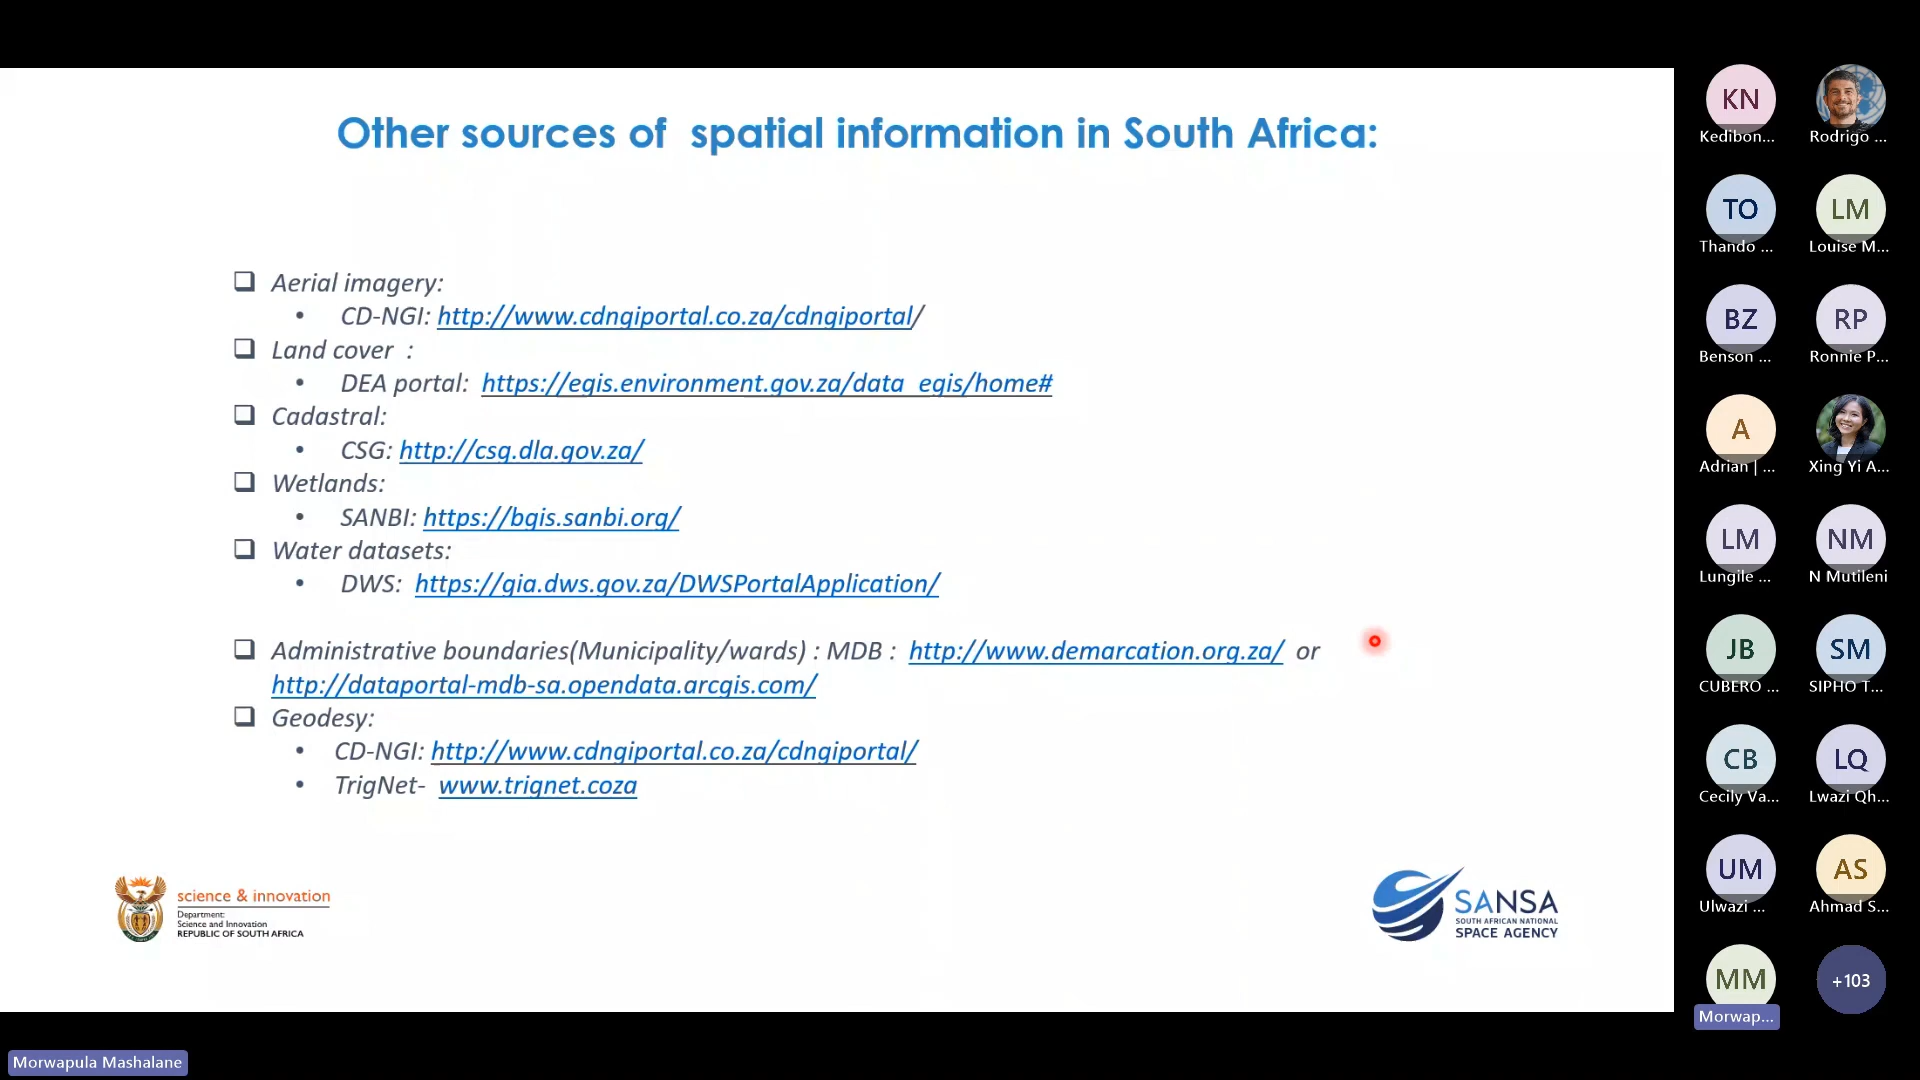 Other sources of  spatial information in South Africa:
Aerial imagery:
• CD-NGI: http://www.cdngiportal.co.za/cdngiportal/
Land cover  :
• DEA portal:  https://egis.environment.gov.za/data_egis/home#
Cadastral:
• CSG: http://csg.dla.gov.za/
Wetlands:
• SANBI: https://bgis.sanbi.org/
Water datasets:
• DWS:  https://gia.dws.gov.za/DWSPortalApplication/
Administrative boundaries(Municipality/wards) : MDB :  http://www.demarcation.org.za/  or
http://dataportal-mdb-sa.opendata.arcgis.com/
Geodesy:
• CD-NGI: http://www.cdngiportal.co.za/cdngiportal/
• TrigNet-  www.trignet.coza
science & innovation
Department:
Science and Innovation
REPUBLIC OF SOUTH AFRICA
SANSA
SOUTH AFRICAN NATIONAL
SPACE AGENCY
KN
Kedibon...
Rodrigo ...
TO
Thando ...
LM
Louise M...
BZ
Benson ...
RP
Ronnie P...
A
Adrian | ...
Xing Yi A...
LM
Lungile ...
NM
N Mutileni
JB
CUBERO ...
SM
SIPHO T...
CB
Cecily Va...
LQ
Lwazi Qh...
UM
Ulwazi ...
AS
Ahmad S...
MM
Morwap...
+103
Morwapula Mashalane